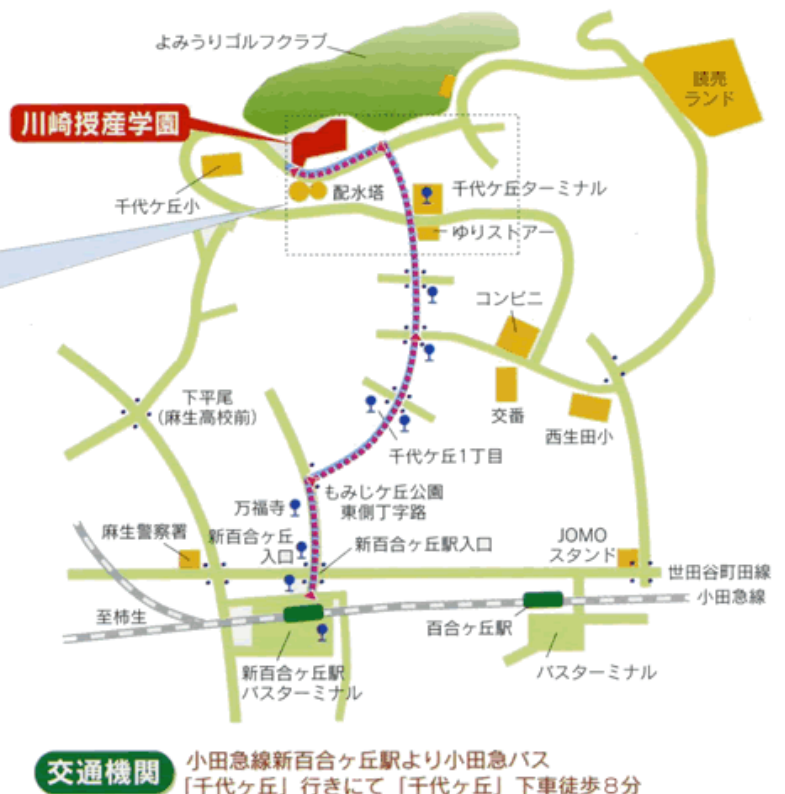 よみうりゴルフクラブ
読売
ランド
川崎授産学園
千代ケ丘小
配水塔
千代ケ丘ターミナル
ゆりストアー
コンビニ
下平尾
(麻生高校前)
交番
西生田小
千代ケ丘1丁目
もみじケ丘公園
東側丁字路
万福寺
麻生警察署
新百合ヶ丘
入口
新百合ヶ丘駅入口
JOMO
スタンド
世田谷町田線
小田急線
至柿生
百合ヶ丘駅
新百合ヶ丘駅
バスターミナル
バスターミナル
交通機関
小田急線新百合ヶ丘駅より小田急バス
「千代ヶ丘」行きにて「千代ヶ丘」下車徒歩8分